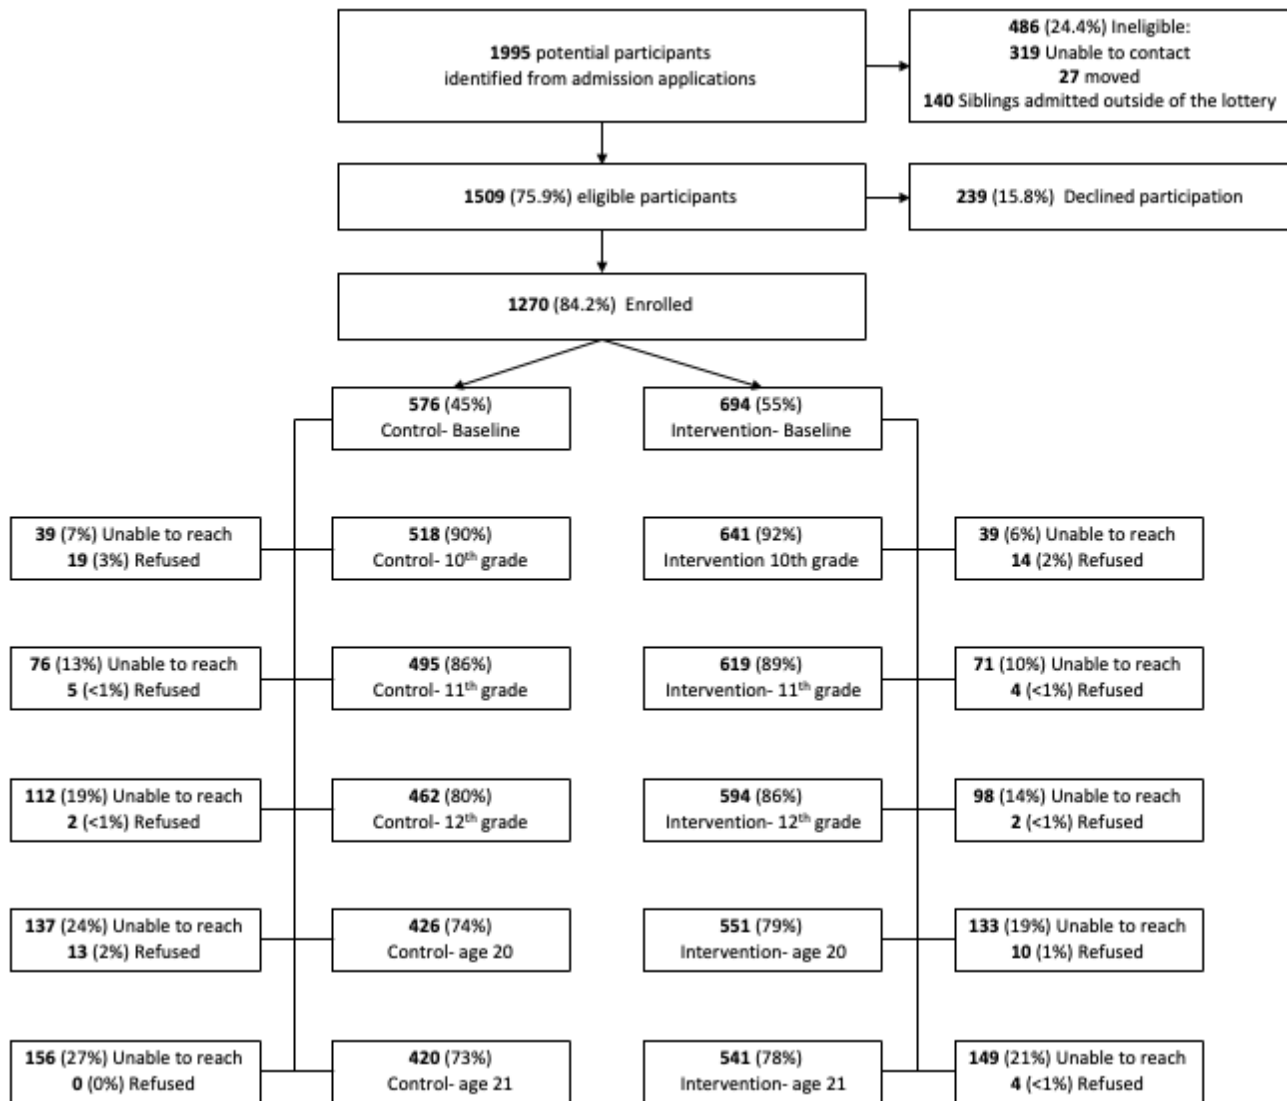 1995 potential participants
identified from admission applications
486 (24.4%) Ineligible:
319 Unable to contact
27 moved
140 Siblings admitted outside of the lottery
1509 (75.9%) eligible participants
239 (15.8%) Declined participation
1270 (84.2%) Enrolled
576 (45%)
Control- Baseline
694 (55%)
Intervention- Baseline
39 (7%) Unable to reach
19 (3%) Refused
518 (90%)
Control- 10th grade
641 (92%)
Intervention 10th grade
39 (6%) Unable to reach
14 (2%) Refused
76 (13%) Unable to reach
5 (<1%) Refused
495 (86%)
Control- 11th grade
619 (89%)
Intervention- 11th grade
71 (10%) Unable to reach
4 (<1%) Refused
112 (19%) Unable to reach
2 (<1%) Refused
462 (80%)
Control- 12th grade
594 (86%)
Intervention- 12th grade
98 (14%) Unable to reach
2 (<1%) Refused
137 (24%) Unable to reach
13 (2%) Refused
426 (74%)
Control- age 20
551 (79%)
Intervention- age 20
133 (19%) Unable to reach
10 (1%) Refused
156 (27%) Unable to reach
0 (0%) Refused
420 (73%)
Control- age 21
541 (78%)
Intervention- age 21
149 (21%) Unable to reach
4 (<1%) Refused